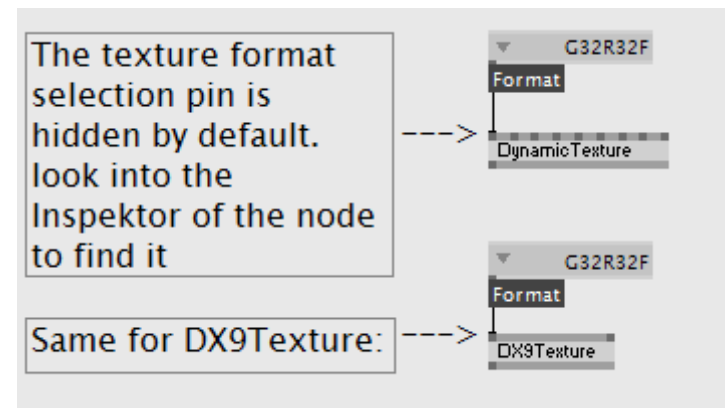 The texture format
selection pin is
hidden by default.
look into the
Inspektor of the node
to find it
--->
G32R32F
Format
DynamicTexture
Same for DX9Texture:
--->
G32R32F
Format
DX9Texture